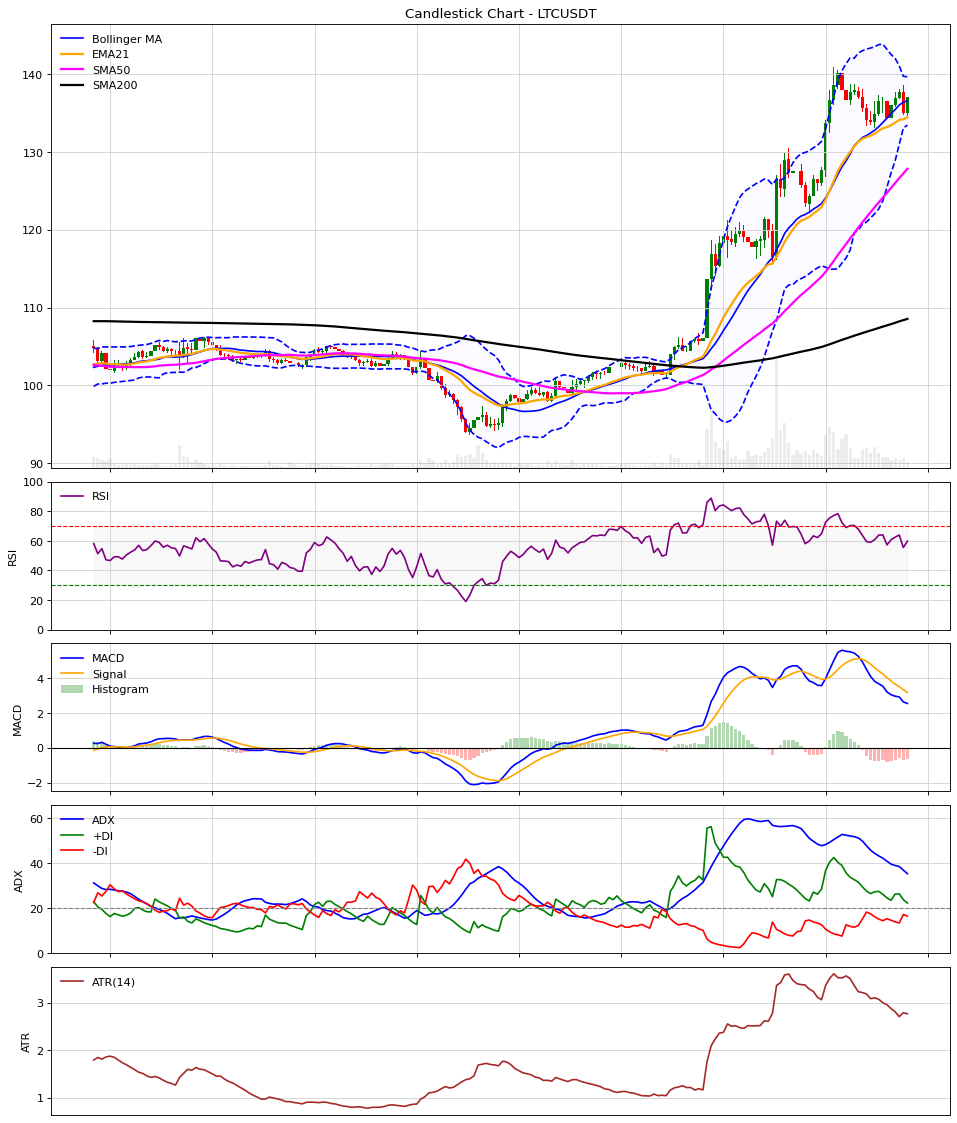 Candlestick Chart - LTCUSDT
Bollinger MA
EMA21
SMA50
SMA200
140
130
120
110
100
90
RSI
100
80
60
40
20
0
RSI
MACD
Signal
Histogram
4
2
0
−2
MACD
ADX
+DI
-DI
60
40
20
0
ADX
ATR(14)
3
2
1
ATR